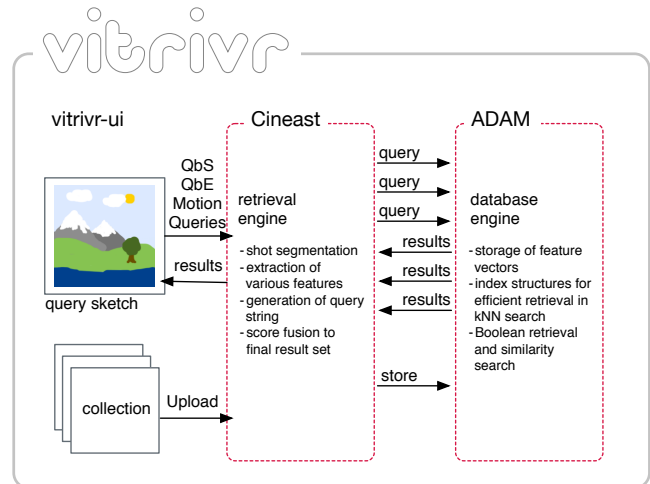 vitrivr
vitrivr-ui
Cineast
ADAM
QbS
QbE
Motion
Queries
results
query sketch
collection
Upload
retrieval
engine
- shot segmentation
- extraction of
various features
- generation of query
string
- score fusion to
final result set
query
query
query
results
results
results
store
database
engine
- storage of feature
vectors
- index structures for
efficient retrieval in
kNN search
- Boolean retrieval
and similarity
search